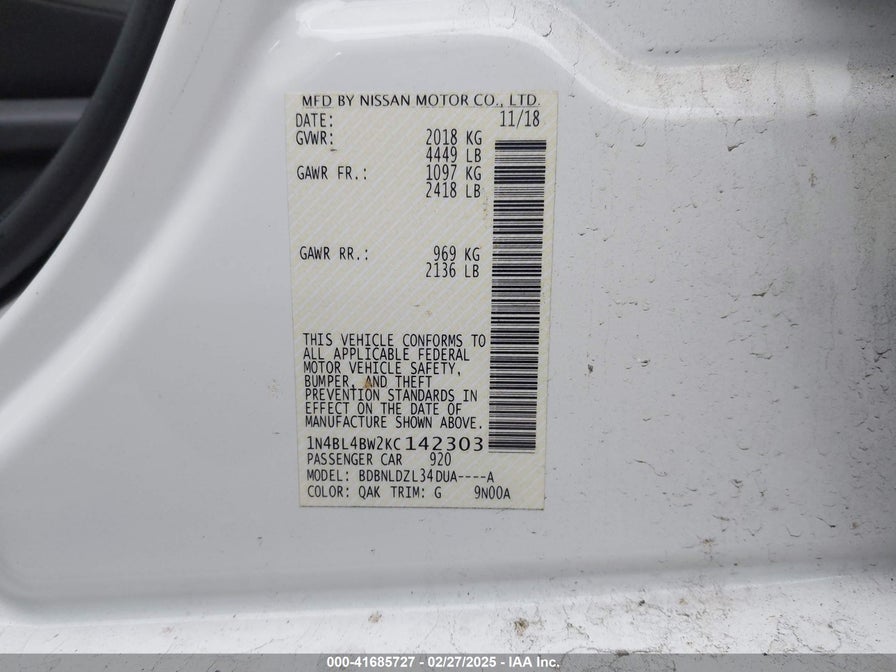 MFD BY NISSAN MOTOR CO., LTD.
DATE: 11/18
GVWR: 2018 KG
4449 LB
GAWR FR.: 1097 KG
2418 LB
GAWR RR.: 969 KG
2136 LB
THIS VEHICLE CONFORMS TO
ALL APPLICABLE FEDERAL
MOTOR VEHICLE SAFETY,
BUMPER, AND THEFT
PREVENTION STANDARDS IN
EFFECT ON THE DATE OF
MANUFACTURE SHOWN ABOVE.
1N4BL4BW2KC142303
PASSENGER CAR 920
MODEL: BDBNLDZL34DUA----A
COLOR: QAK TRIM: G 9N00A
000-41685727 - 02/27/2025 - IAA Inc.